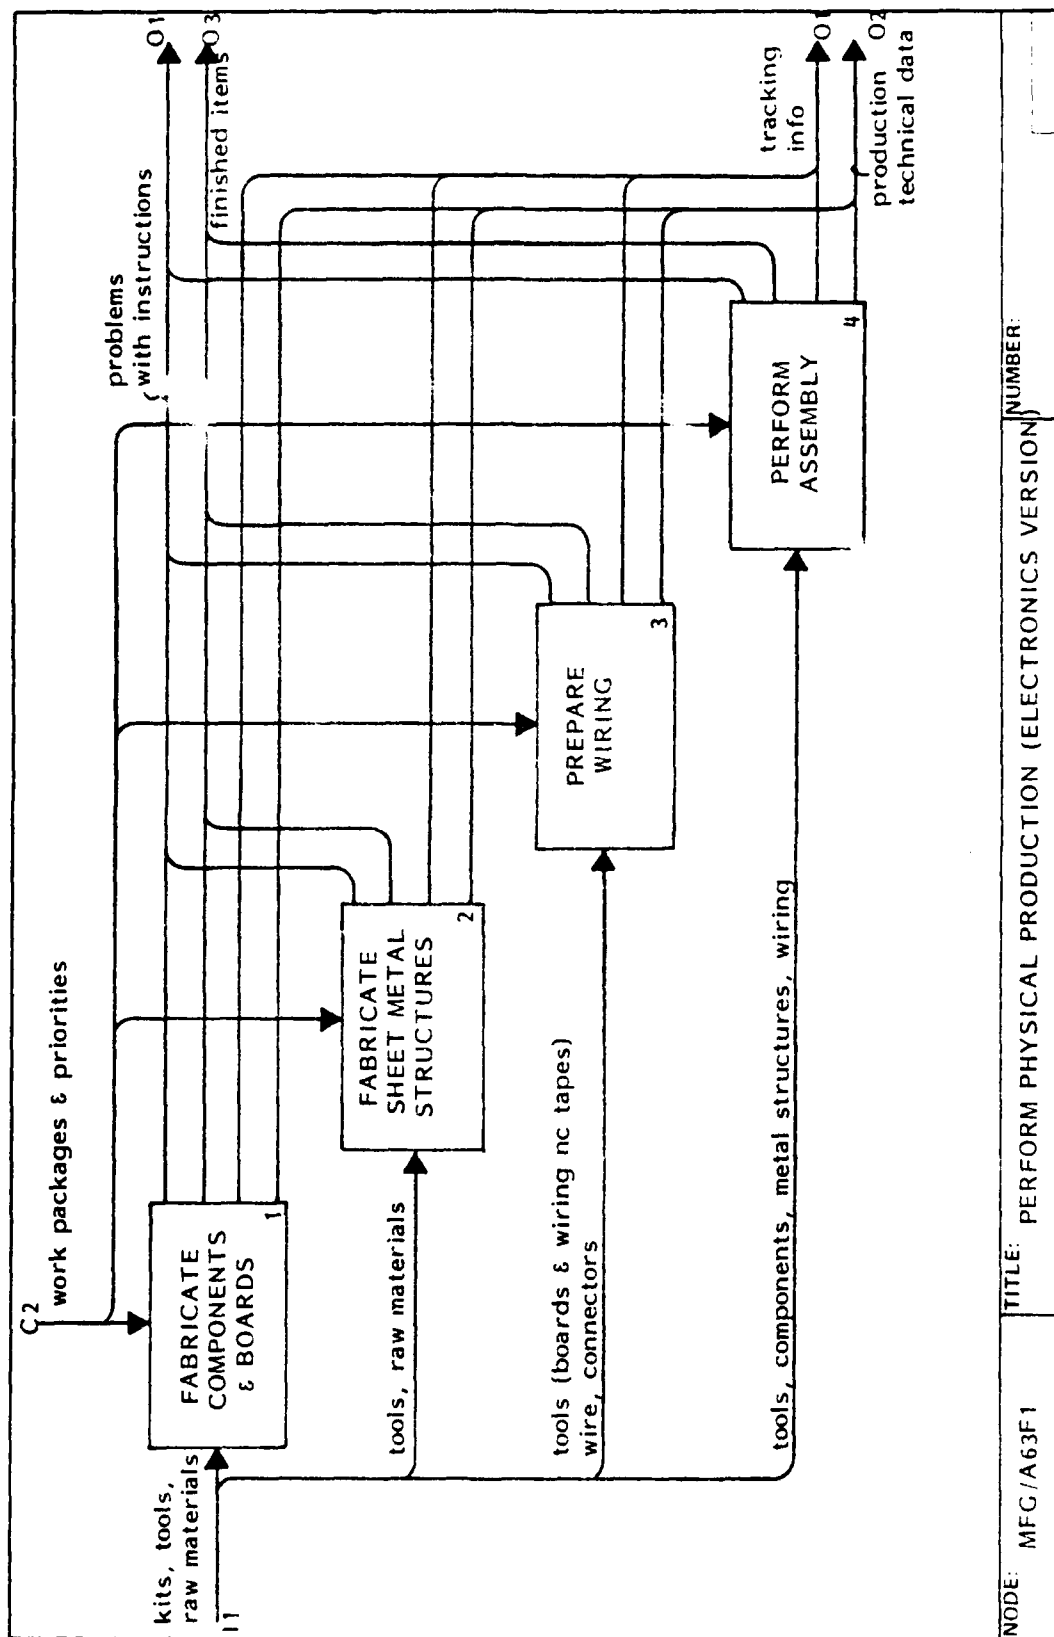 C2
work packages & priorities
kits, tools,
raw materials
I1
FABRICATE
COMPONENTS
& BOARDS
1
problems
with instructions
O1
O3
finished items
tools, raw materials
FABRICATE
SHEET METAL
STRUCTURES
2
tools (boards & wiring nc tapes)
wire, connectors
PREPARE
WIRING
3
tools, components, metal structures, wiring
PERFORM
ASSEMBLY
4
tracking
info
O1
O2
production
technical data
NODE: MFG/A63F1
TITLE: PERFORM PHYSICAL PRODUCTION (ELECTRONICS VERSION)
NUMBER: